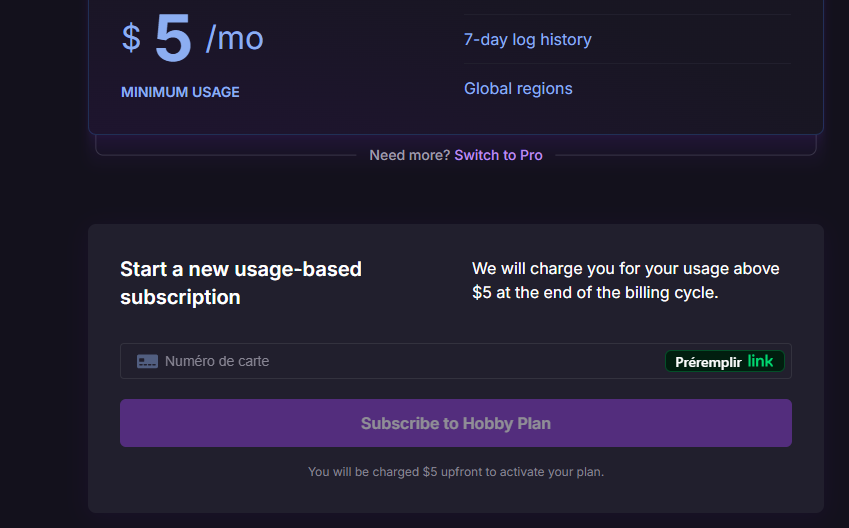 $ 5 /mo
MINIMUM USAGE
7-day log history
Global regions
Need more? Switch to Pro
Start a new usage-based
subscription
We will charge you for your usage above
$5 at the end of the billing cycle.
Numéro de carte
Préremplir link
Subscribe to Hobby Plan
You will be charged $5 upfront to activate your plan.